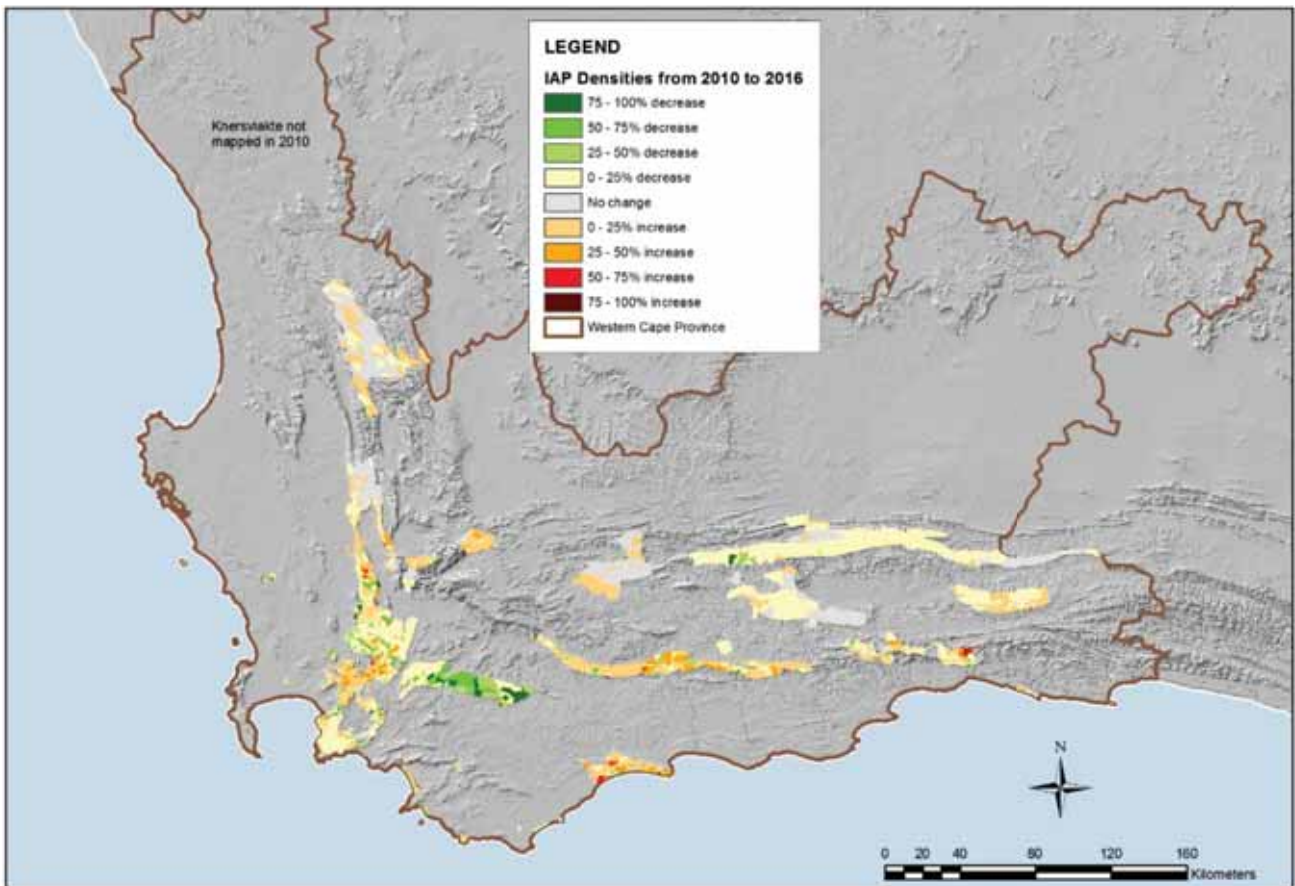 LEGEND
IAP Densities from 2010 to 2016
75 - 100% decrease
50 - 75% decrease
25 - 50% decrease
0 - 25% decrease
No change
0 - 25% increase
25 - 50% increase
50 - 75% increase
75 - 100% increase
Western Cape Province
Knersvlakte not
mapped in 2010
N
0 20 40 80 120 160
Kilometers